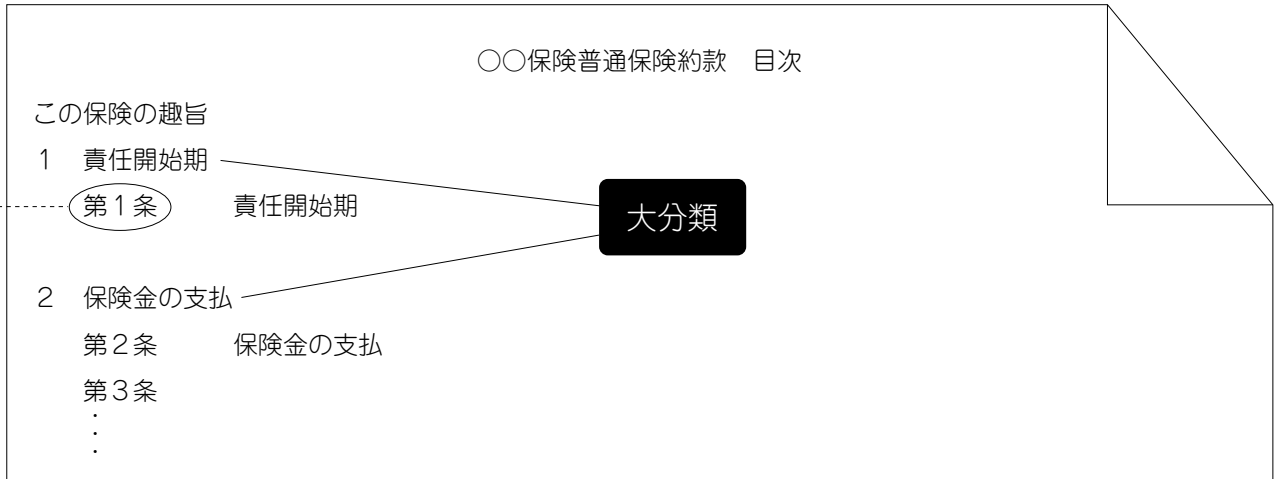 ○○保険普通保険約款　目次
この保険の趣旨
１　責任開始期
第１条　　　責任開始期
大分類
２　保険金の支払
第２条　　　保険金の支払
第３条
・
・
・